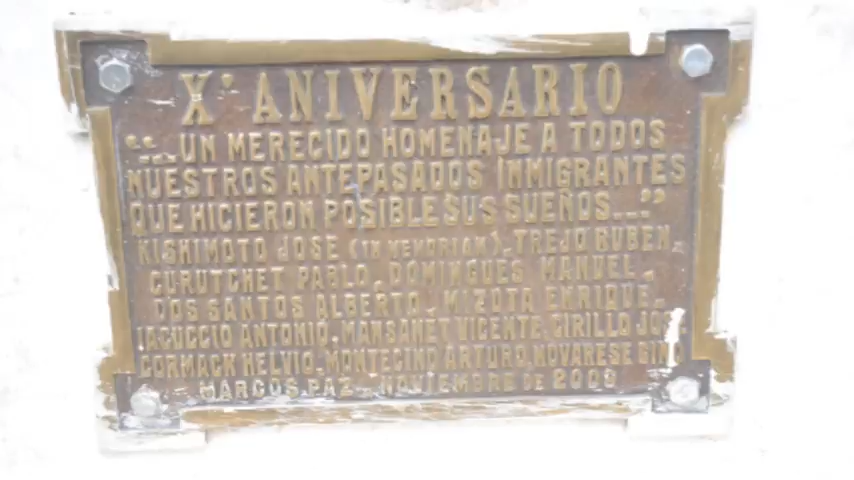 Xº ANIVERSARIO
"...UN MERECIDO HOMENAJE A TODOS
NUESTROS ANTEPASADOS INMIGRANTES
QUE HICIERON POSIBLE SUS SUEÑOS..."
KISHIMOTO JOSE (IN MEMORIAM). TREJO RUBEN.
CURUTCHET PABLO. DOMINGUES MANUEL.
DOS SANTOS ALBERTO. MIZOTA ENRIQUE.
IACUCCIO ANTONIO. MANSANET VICENTE. CIRILLO
CORMACK HELVIO. MONTECINO ARTURO. NOVARESE GINO
MARCOS PAZ NOVIEMBRE DE